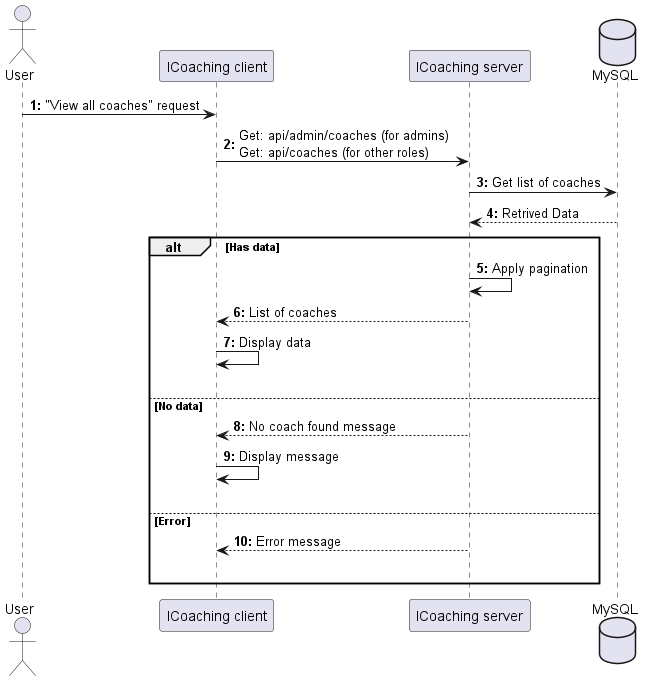 User
ICoaching client
ICoaching server
MySQL
1: "View all coaches" request
2: Get: api/admin/coaches (for admins)
Get: api/coaches (for other roles)
3: Get list of coaches
4: Retrived Data
alt [Has data]
5: Apply pagination
6: List of coaches
7: Display data
[No data]
8: No coach found message
9: Display message
[Error]
10: Error message
User
ICoaching client
ICoaching server
MySQL